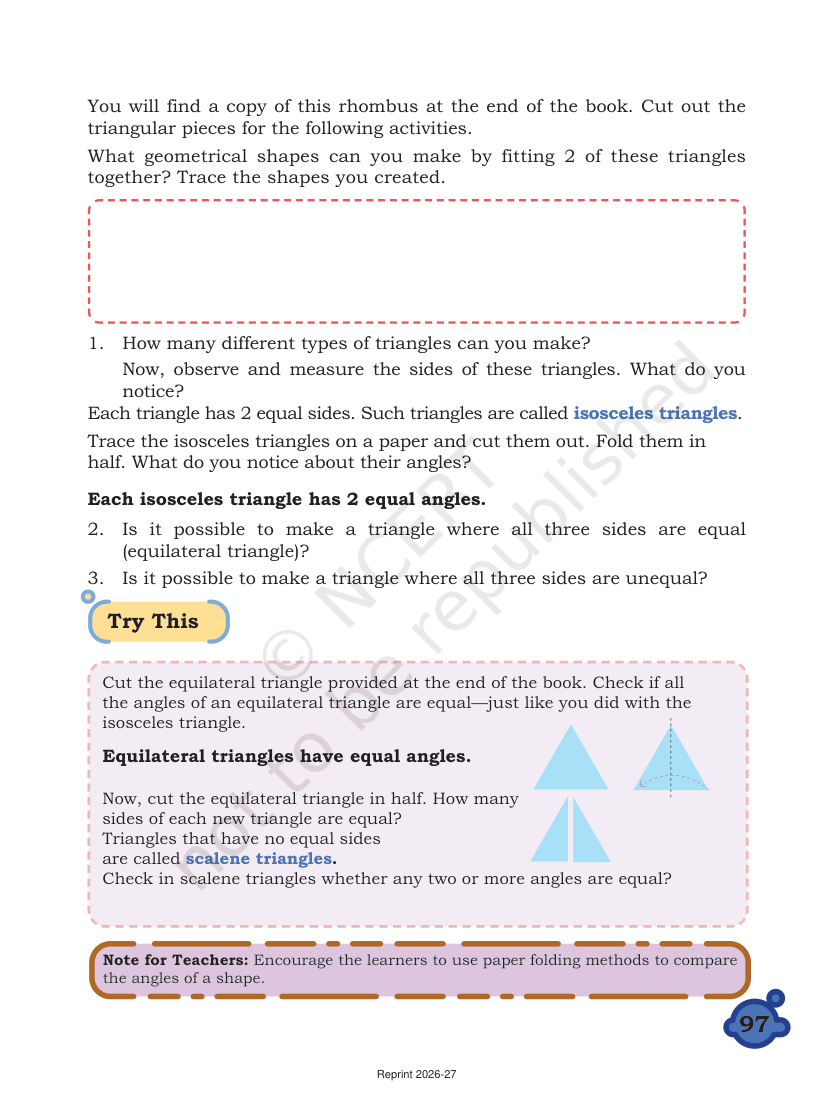 You will find a copy of this rhombus at the end of the book. Cut out the
triangular pieces for the following activities.
What geometrical shapes can you make by fitting 2 of these triangles
together? Trace the shapes you created.
1. How many different types of triangles can you make?
Now, observe and measure the sides of these triangles. What do you
notice?
Each triangle has 2 equal sides. Such triangles are called isosceles triangles.
Trace the isosceles triangles on a paper and cut them out. Fold them in
half. What do you notice about their angles?
Each isosceles triangle has 2 equal angles.
2. Is it possible to make a triangle where all three sides are equal
(equilateral triangle)?
3. Is it possible to make a triangle where all three sides are unequal?
Try This
Cut the equilateral triangle provided at the end of the book. Check if all
the angles of an equilateral triangle are equal—just like you did with the
isosceles triangle.
Equilateral triangles have equal angles.
Now, cut the equilateral triangle in half. How many
sides of each new triangle are equal?
Triangles that have no equal sides
are called scalene triangles.
Check in scalene triangles whether any two or more angles are equal?
Note for Teachers: Encourage the learners to use paper folding methods to compare
the angles of a shape.
97
Reprint 2026-27
© NCERT
not to be republished